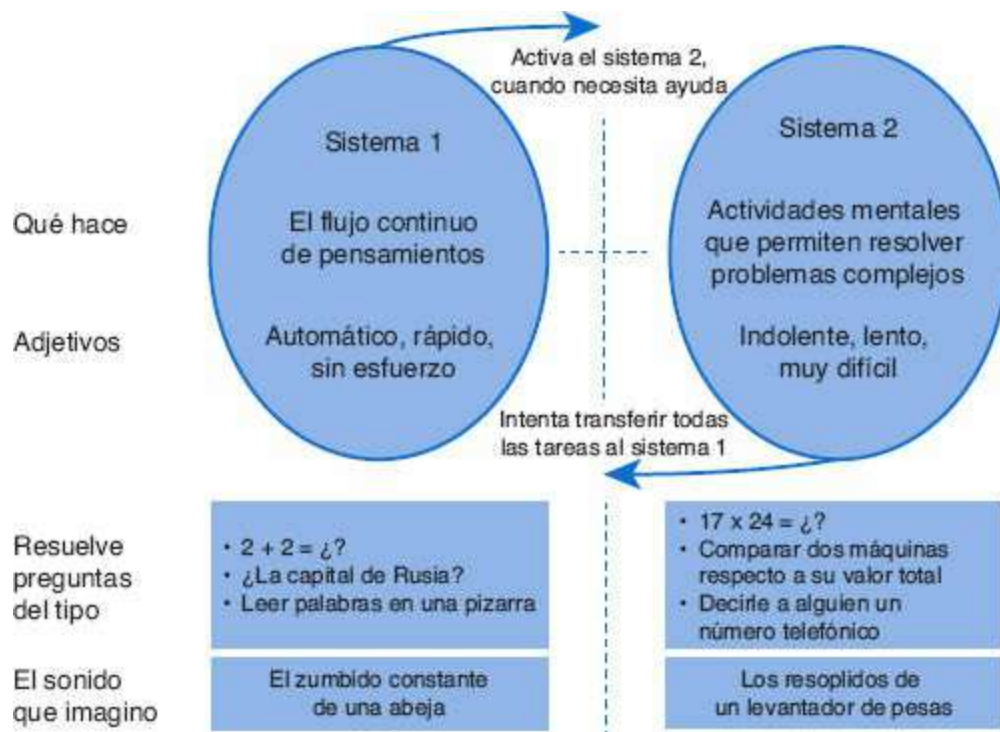 Activa el sistema 2,
cuando necesita ayuda
Sistema 1
Sistema 2
Qué hace
El flujo continuo
de pensamientos
Actividades mentales
que permiten resolver
problemas complejos
Adjetivos
Automático, rápido,
sin esfuerzo
Indolente, lento,
muy difícil
Intenta transferir todas
las tareas al sistema 1
Resuelve
preguntas
del tipo
• 2 + 2 = ¿?
• ¿La capital de Rusia?
• Leer palabras en una pizarra
• 17 x 24 = ¿?
• Comparar dos máquinas
respecto a su valor total
• Decirle a alguien un
número telefónico
El sonido
que imagino
El zumbido constante
de una abeja
Los resoplidos de
un levantador de pesas